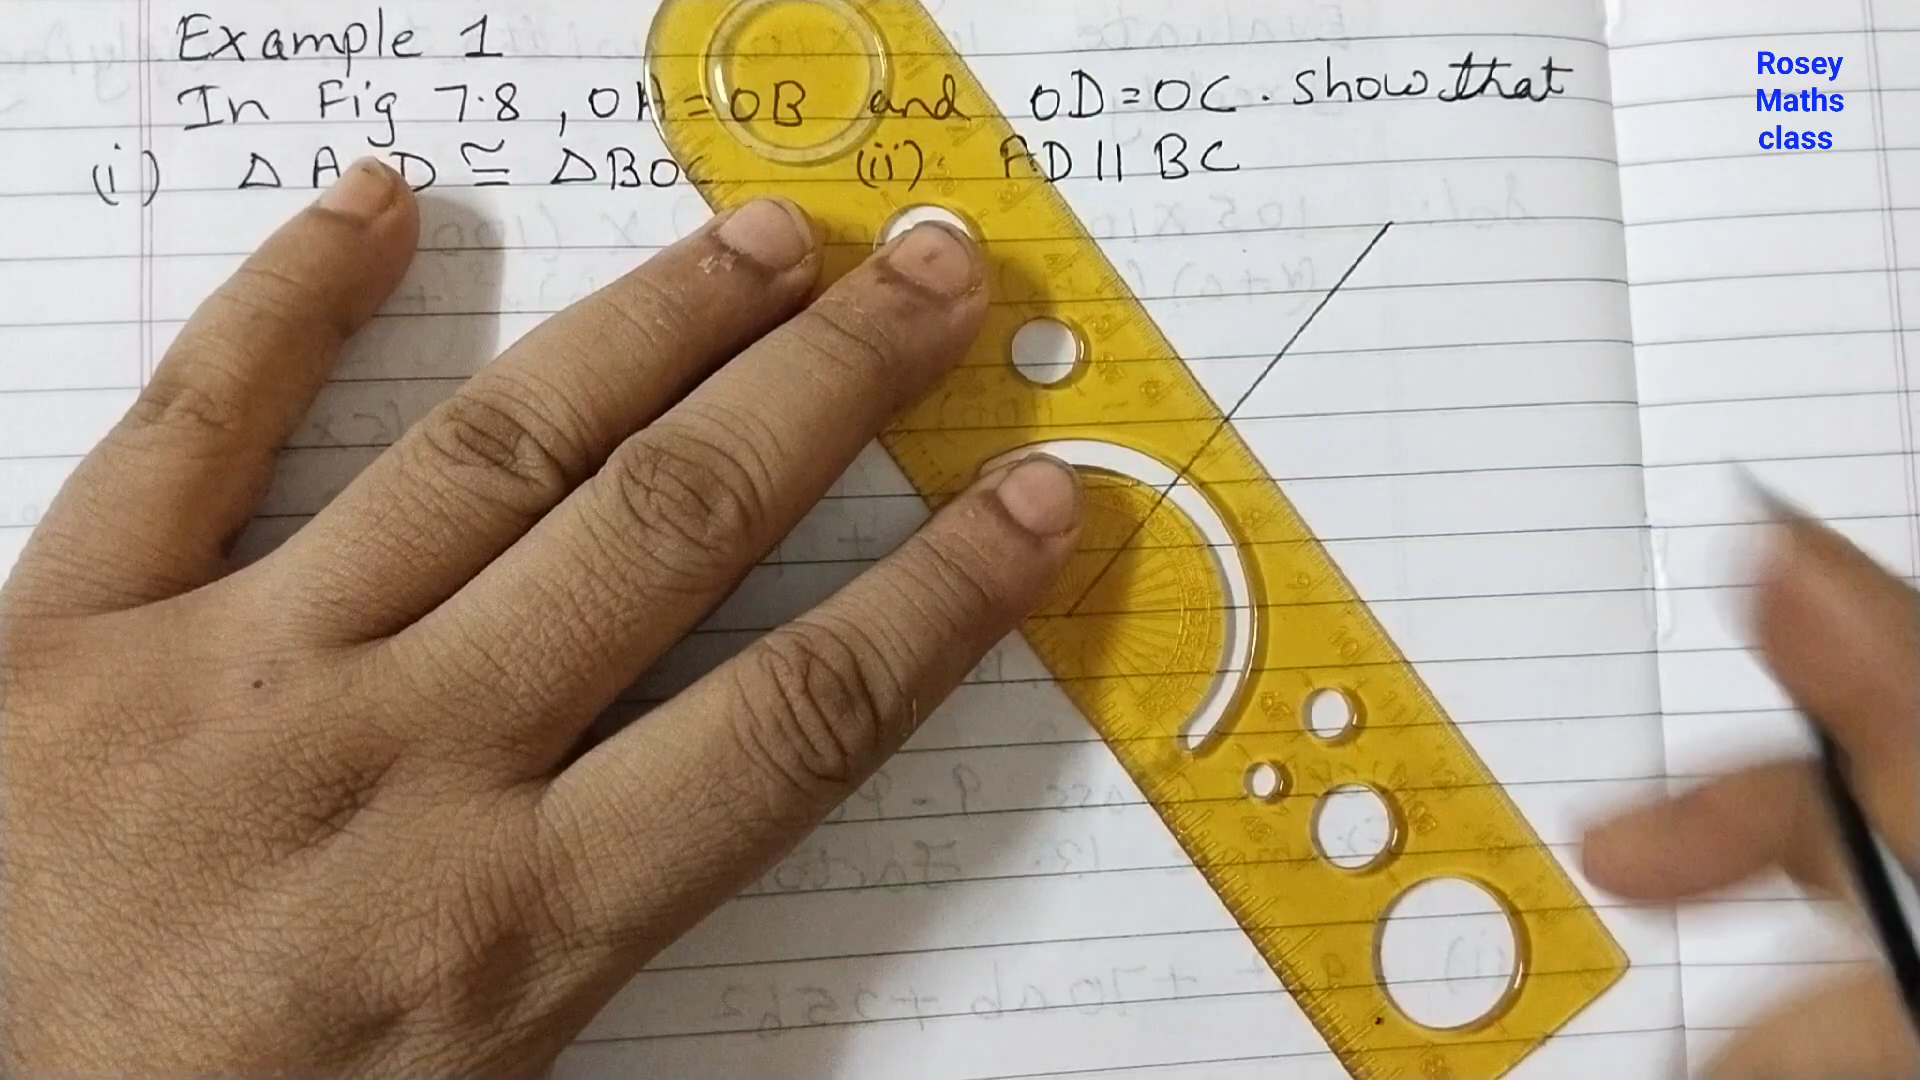 Example 1
In Fig 7.8, OA = OB and OD = OC. show that
(i) △ A D ≅ △ BOC (ii) AD || BC
Rosey
Maths
class